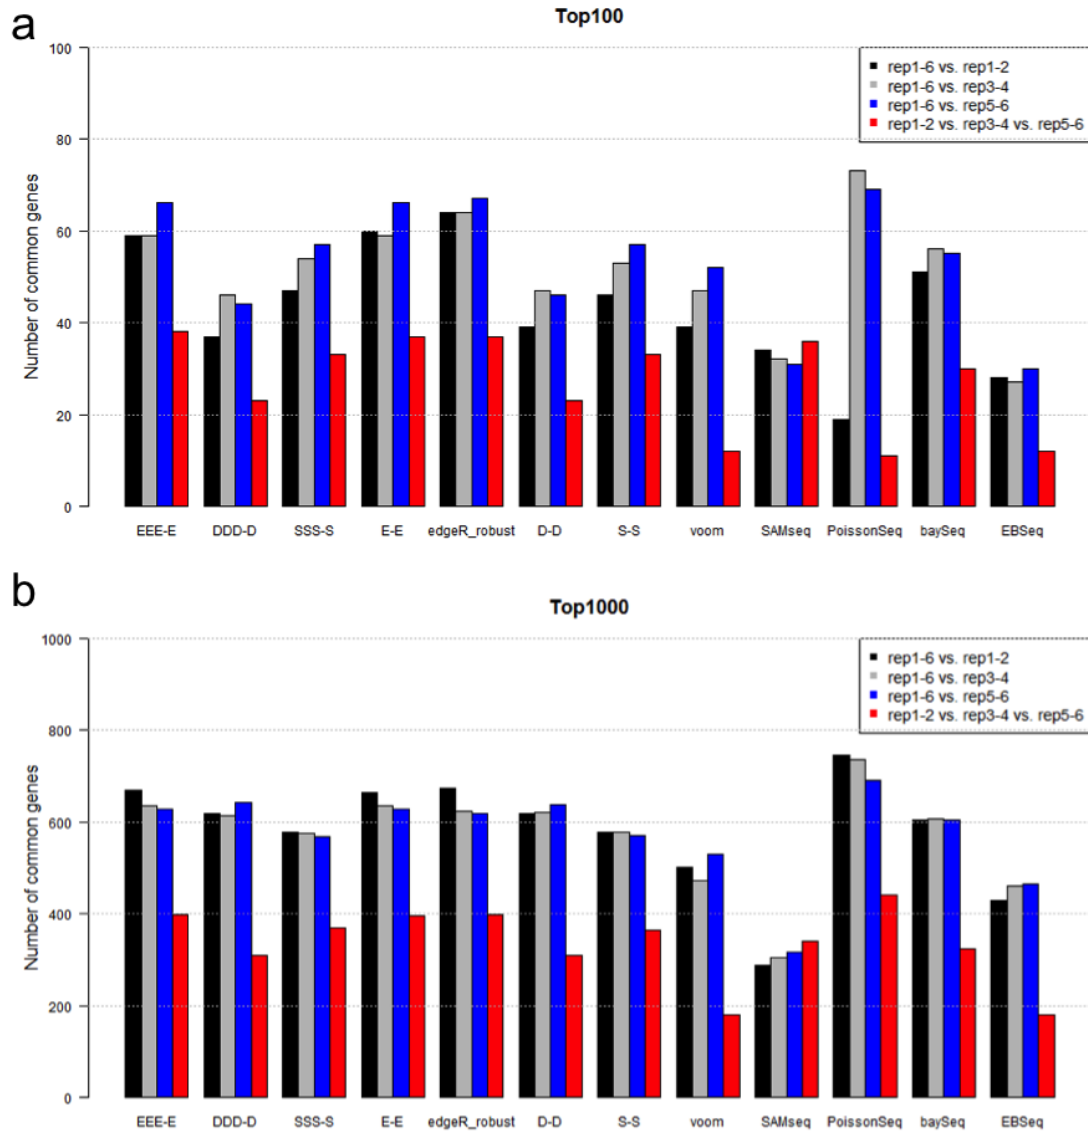 a
Top100
100
80
60
40
20
0
Number of common genes
rep1-6 vs. rep1-2
rep1-6 vs. rep3-4
rep1-6 vs. rep5-6
rep1-2 vs. rep3-4 vs. rep5-6
EEE-E DDD-D SSS-S E-E edgeR_robust D-D S-S voom SAMseq PoissonSeq baySeq EBSeq
b
Top1000
1000
800
600
400
200
0
Number of common genes
rep1-6 vs. rep1-2
rep1-6 vs. rep3-4
rep1-6 vs. rep5-6
rep1-2 vs. rep3-4 vs. rep5-6
EEE-E DDD-D SSS-S E-E edgeR_robust D-D S-S voom SAMseq PoissonSeq baySeq EBSeq